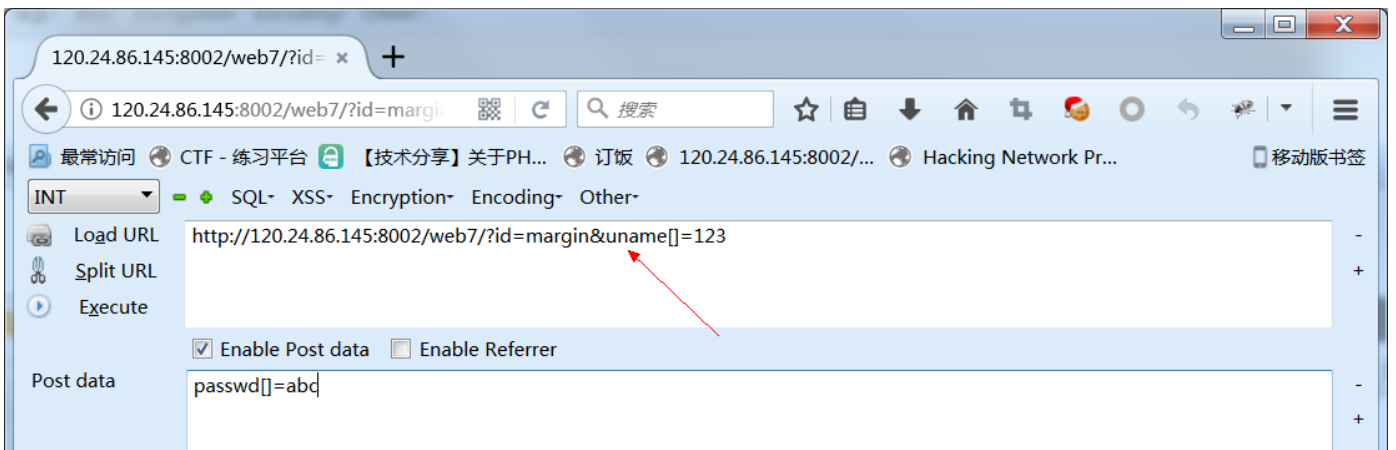 120.24.86.145:8002/web7/?id=
120.24.86.145:8002/web7/?id=margi
搜索
最常访问 CTF - 练习平台 【技术分享】关于PH... 订饭 120.24.86.145:8002/... Hacking Network Pr... 移动版书签
INT SQL- XSS- Encryption- Encoding- Other-
Load URL http://120.24.86.145:8002/web7/?id=margin&uname[]=123
Split URL
Execute
Enable Post data Enable Referrer
Post data passwd[]=abc